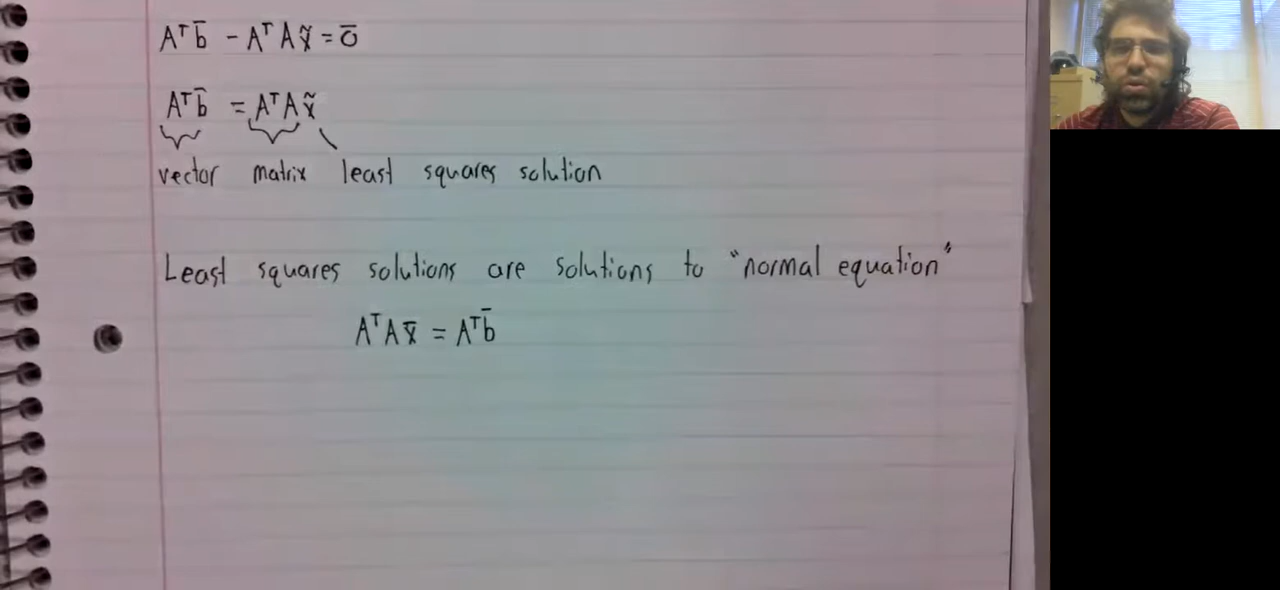 Aᵀb̄ - AᵀAx̃ = ō
Aᵀb̄ = AᵀAx̃
vector matrix least squares solution
Least squares solutions are solutions to "normal equation"
AᵀAx̄ = Aᵀb̄